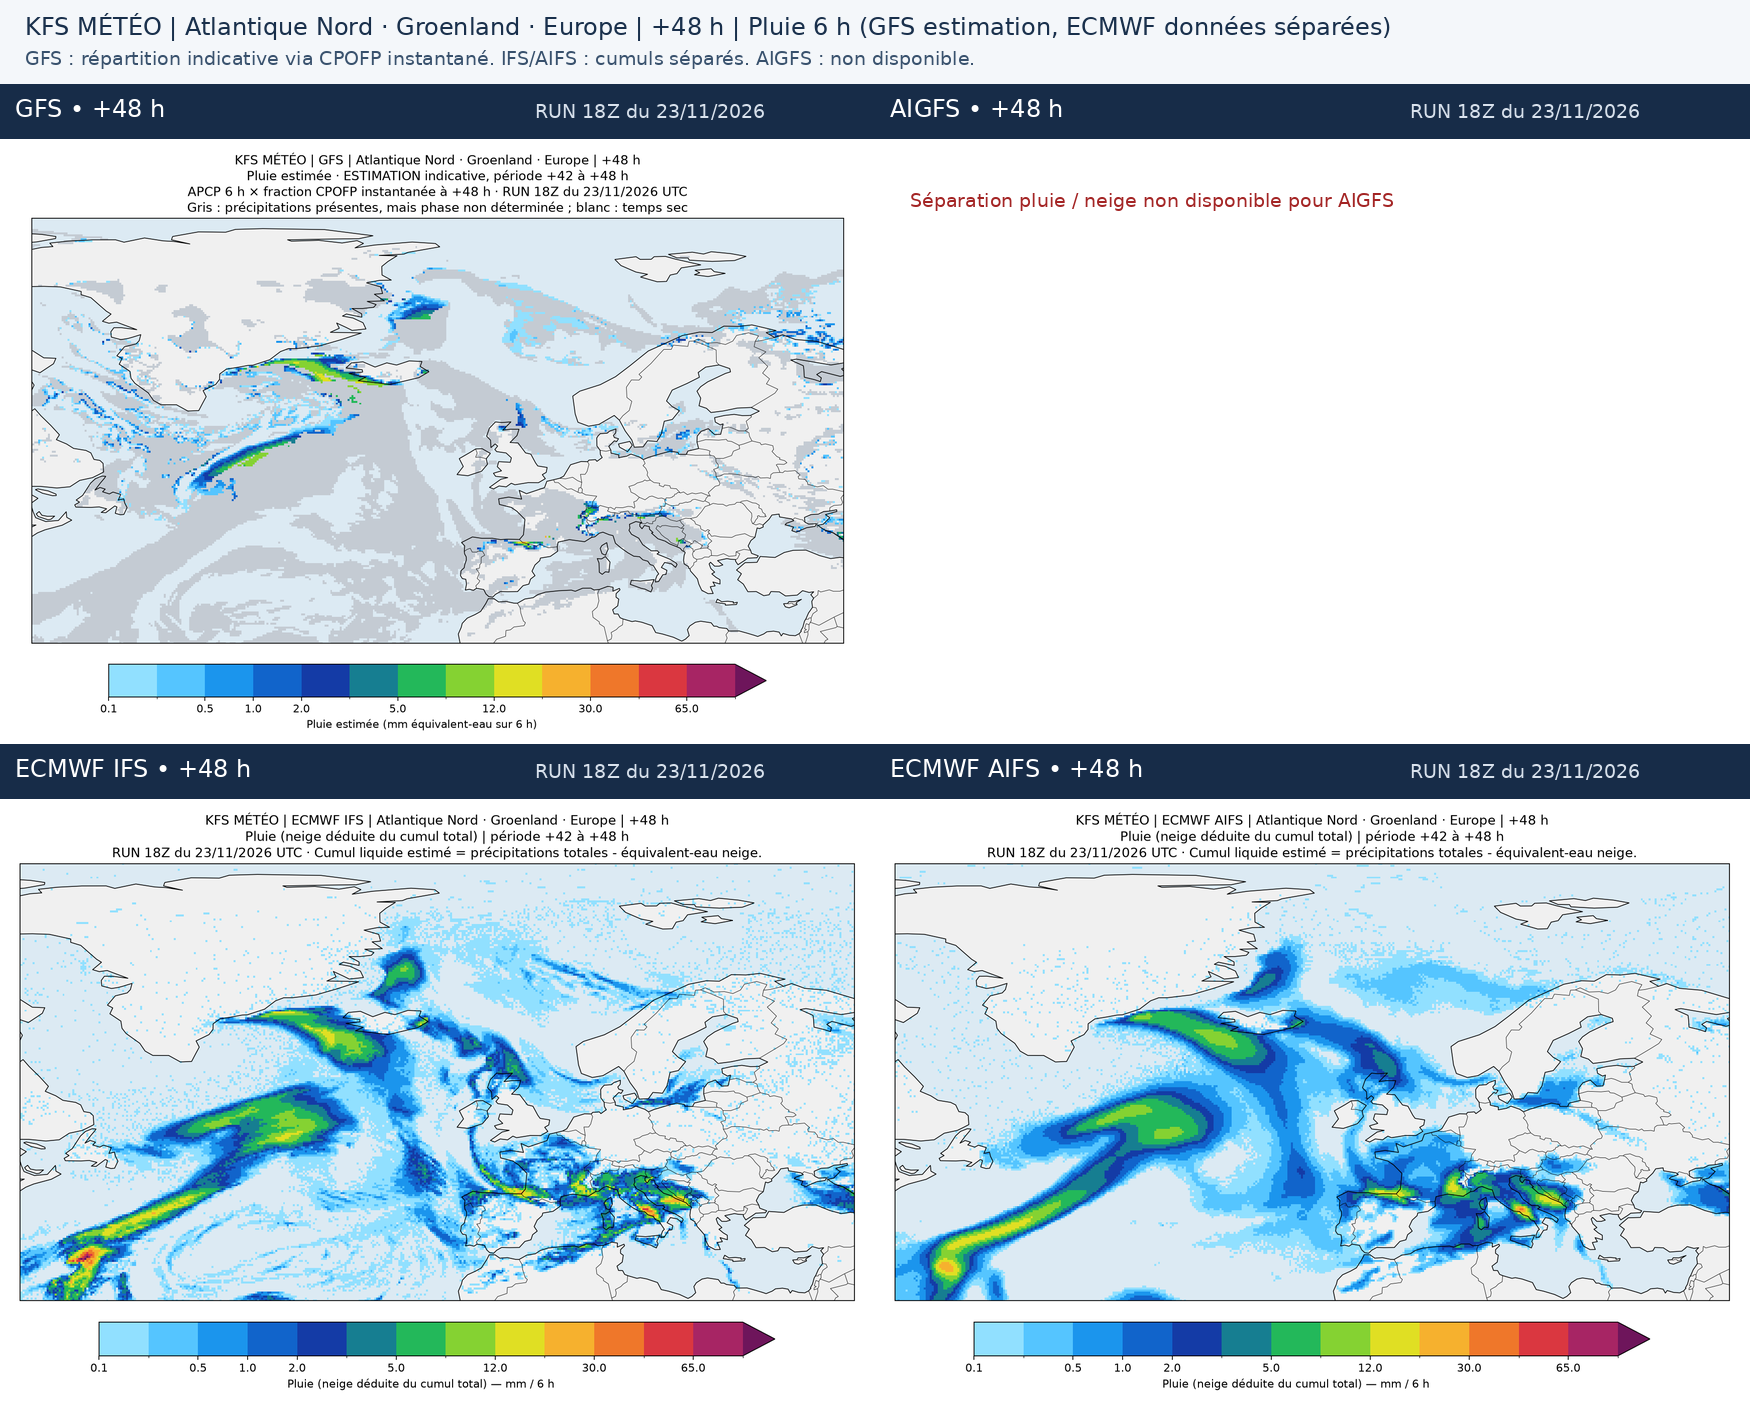 KFS MÉTÉO | Atlantique Nord · Groenland · Europe | +48 h | Pluie 6 h (GFS estimation, ECMWF données séparées)
GFS : répartition indicative via CPOFP instantané. IFS/AIFS : cumuls séparés. AIGFS : non disponible.
GFS • +48 h
RUN 18Z du 23/11/2026
AIGFS • +48 h
RUN 18Z du 23/11/2026
KFS MÉTÉO | GFS | Atlantique Nord · Groenland · Europe | +48 h
Pluie estimée · ESTIMATION indicative, période +42 à +48 h
APCP 6 h × fraction CPOFP instantanée à +48 h · RUN 18Z du 23/11/2026 UTC
Gris : précipitations présentes, mais phase non déterminée ; blanc : temps sec
Séparation pluie / neige non disponible pour AIGFS
0.1 0.5 1.0 2.0 5.0 12.0 30.0 65.0
Pluie estimée (mm équivalent-eau sur 6 h)
ECMWF IFS • +48 h
RUN 18Z du 23/11/2026
ECMWF AIFS • +48 h
RUN 18Z du 23/11/2026
KFS MÉTÉO | ECMWF IFS | Atlantique Nord · Groenland · Europe | +48 h
Pluie (neige déduite du cumul total) | période +42 à +48 h
RUN 18Z du 23/11/2026 UTC · Cumul liquide estimé = précipitations totales - équivalent-eau neige.
KFS MÉTÉO | ECMWF AIFS | Atlantique Nord · Groenland · Europe | +48 h
Pluie (neige déduite du cumul total) | période +42 à +48 h
RUN 18Z du 23/11/2026 UTC · Cumul liquide estimé = précipitations totales - équivalent-eau neige.
0.1 0.5 1.0 2.0 5.0 12.0 30.0 65.0
Pluie (neige déduite du cumul total) — mm / 6 h
0.1 0.5 1.0 2.0 5.0 12.0 30.0 65.0
Pluie (neige déduite du cumul total) — mm / 6 h